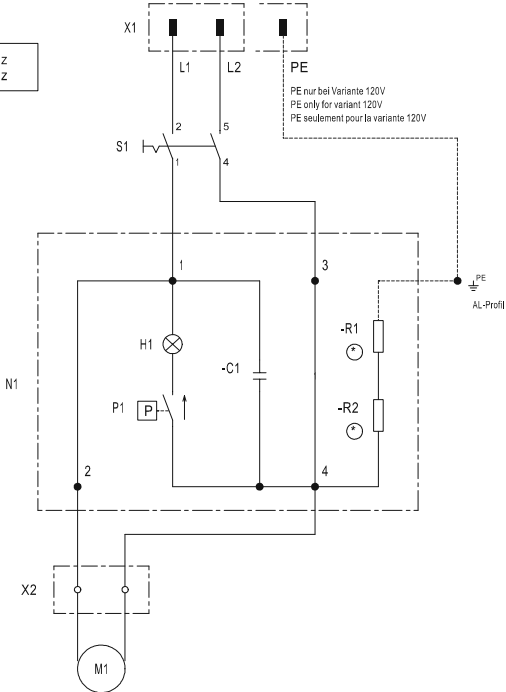 X1
z
z
L1 L2 PE
PE nur bei Variante 120V
PE only for variant 120V
PE seulement pour la variante 120V
2 5
S1
1 4
1 3
PE
AL-Profil
-R1
*
H1
-C1
N1
P1 P
-R2
*
2 4
X2
M1